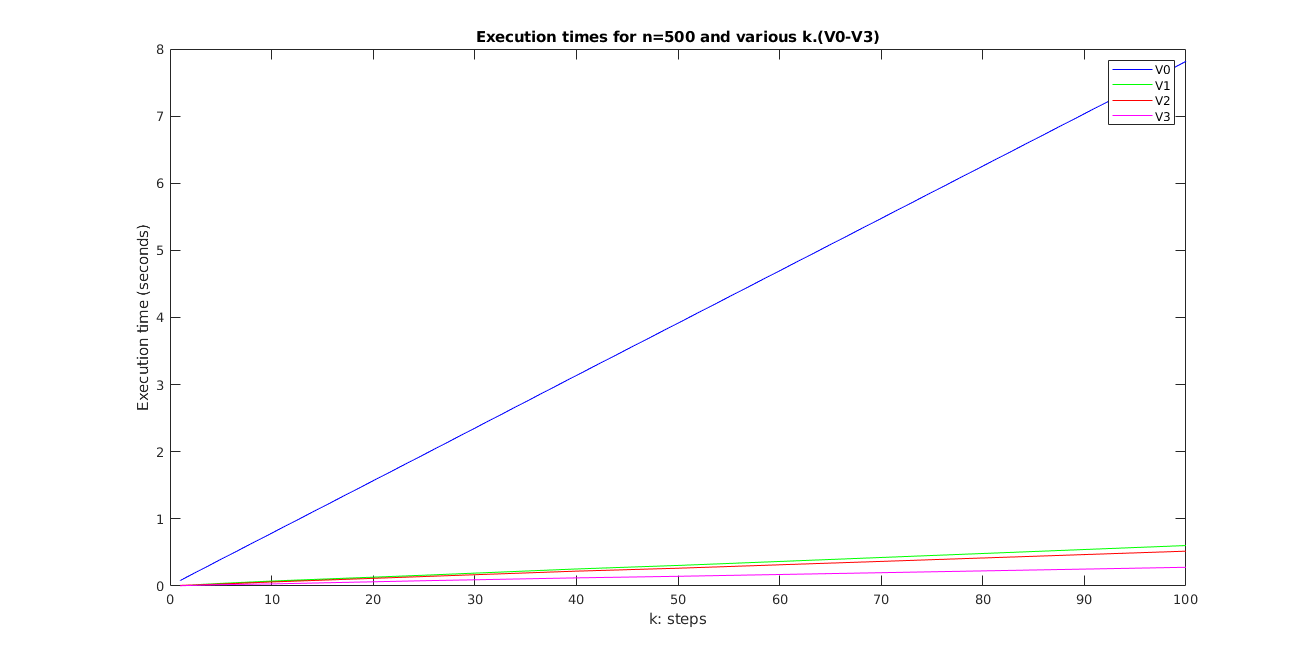 Execution times for n=500 and various k.(V0-V3)
V0
V1
V2
V3
8
7
6
5
4
3
2
1
0
Execution time (seconds)
0 10 20 30 40 50 60 70 80 90 100
k: steps